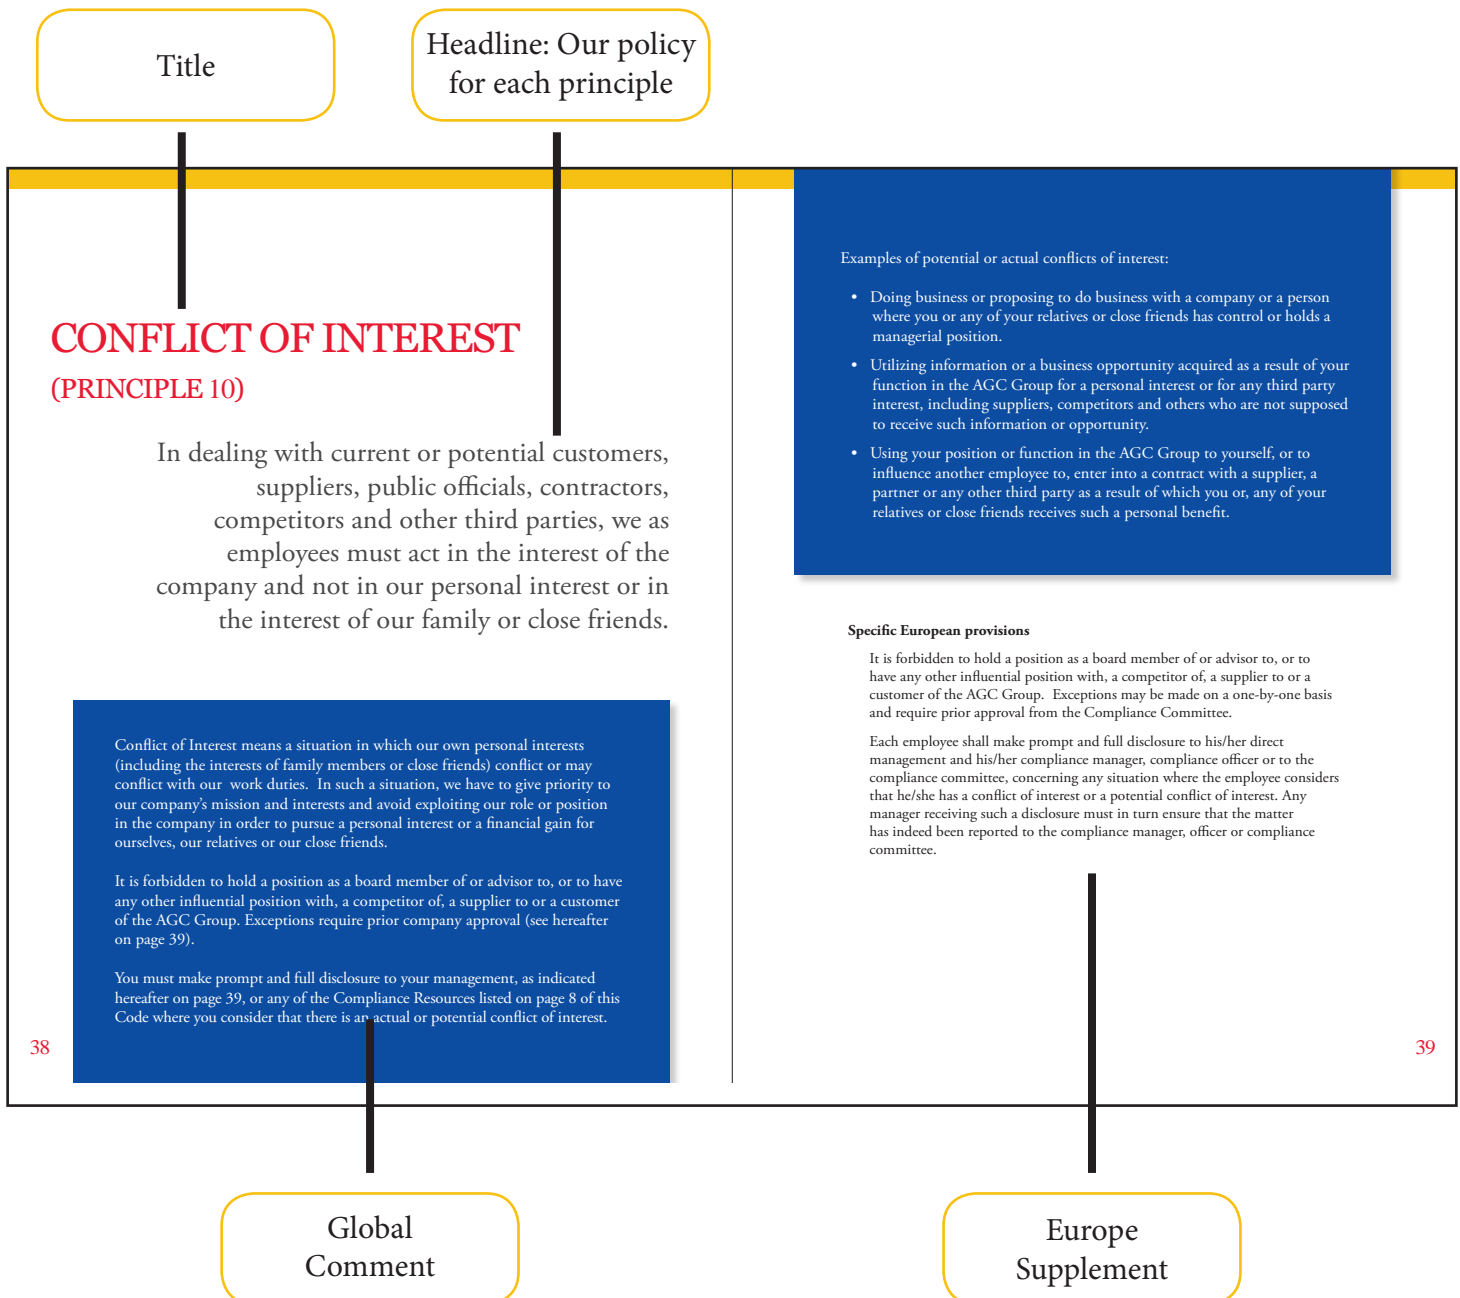 Title
Headline: Our policy
for each principle
CONFLICT OF INTEREST
(PRINCIPLE 10)
In dealing with current or potential customers,
suppliers, public officials, contractors,
competitors and other third parties, we as
employees must act in the interest of the
company and not in our personal interest or in
the interest of our family or close friends.
Conflict of Interest means a situation in which our own personal interests
(including the interests of family members or close friends) conflict or may
conflict with our work duties. In such a situation, we have to give priority to
our company's mission and interests and avoid exploiting our role or position
in the company in order to pursue a personal interest or a financial gain for
ourselves, our relatives or our close friends.
It is forbidden to hold a position as a board member of or advisor to, or to have
any other influential position with, a competitor of, a supplier to or a customer
of the AGC Group. Exceptions require prior company approval (see hereafter
on page 39).
You must make prompt and full disclosure to your management, as indicated
hereafter on page 39, or any of the Compliance Resources listed on page 8 of this
Code where you consider that there is an actual or potential conflict of interest.
38
Examples of potential or actual conflicts of interest:
• Doing business or proposing to do business with a company or a person
where you or any of your relatives or close friends has control or holds a
managerial position.
• Utilizing information or a business opportunity acquired as a result of your
function in the AGC Group for a personal interest or for any third party
interest, including suppliers, competitors and others who are not supposed
to receive such information or opportunity.
• Using your position or function in the AGC Group to yourself, or to
influence another employee to, enter into a contract with a supplier, a
partner or any other third party as a result of which you or, any of your
relatives or close friends receives such a personal benefit.
Specific European provisions
It is forbidden to hold a position as a board member of or advisor to, or to
have any other influential position with, a competitor of, a supplier to or a
customer of the AGC Group. Exceptions may be made on a one-by-one basis
and require prior approval from the Compliance Committee.
Each employee shall make prompt and full disclosure to his/her direct
management and his/her compliance manager, compliance officer or to the
compliance committee, concerning any situation where the employee considers
that he/she has a conflict of interest or a potential conflict of interest. Any
manager receiving such a disclosure must in turn ensure that the matter
has indeed been reported to the compliance manager, officer or compliance
committee.
39
Global
Comment
Europe
Supplement